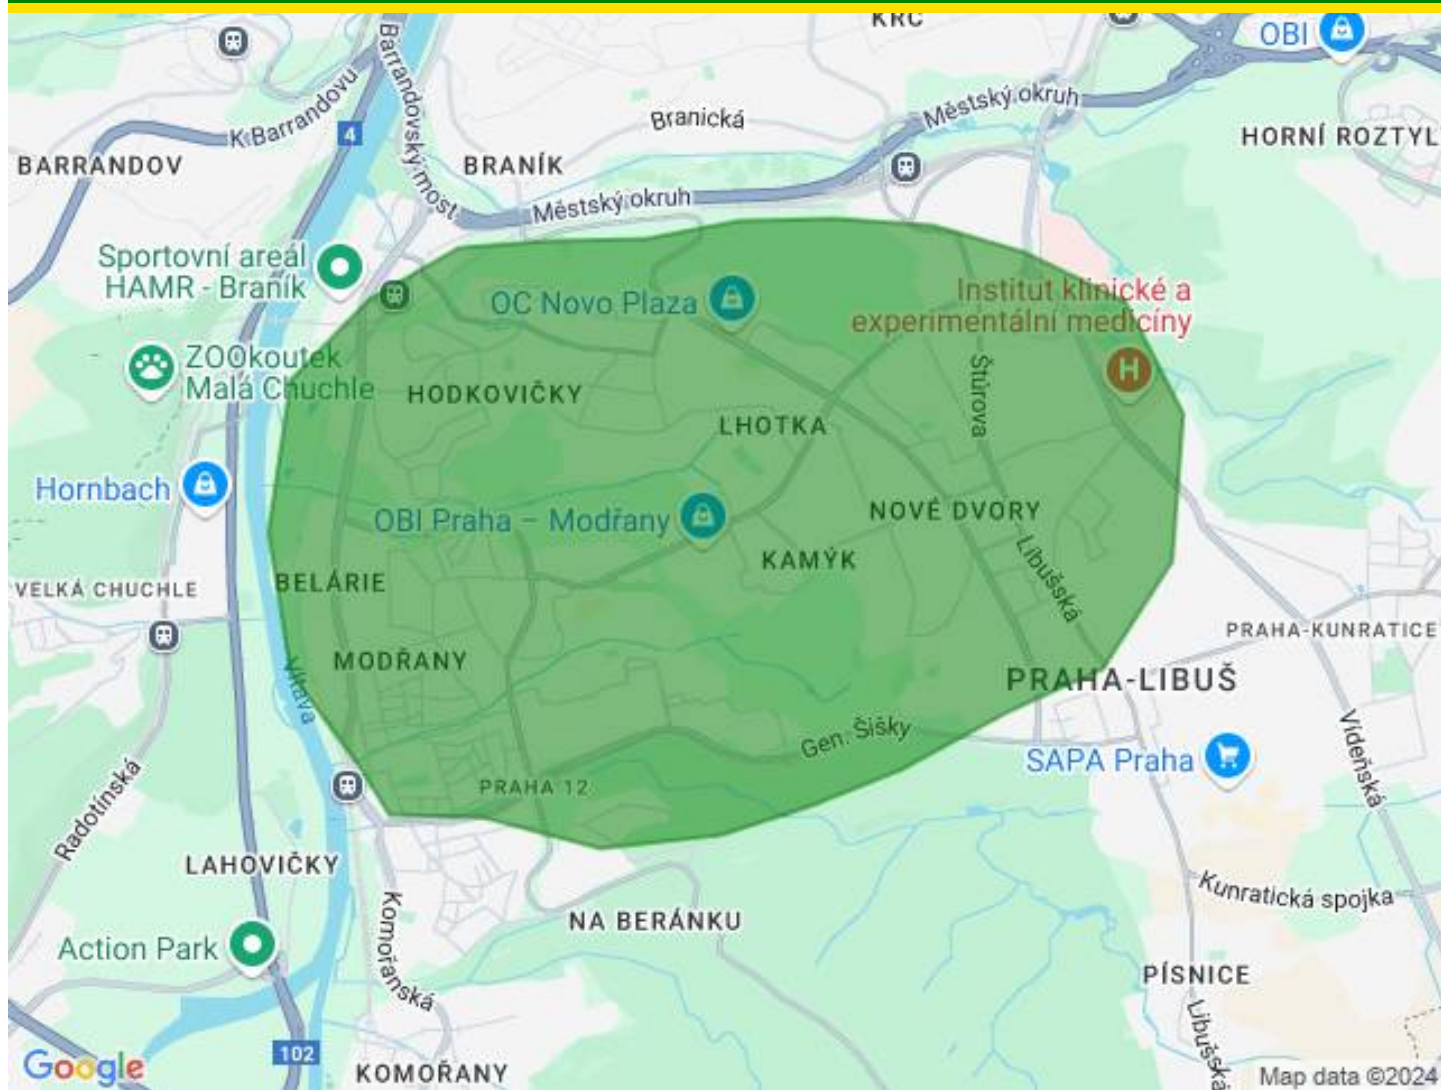 KRČ
OBI
Barrandovský most
K Barrandovu
4
Městský okruh
Branická
HORNÍ ROZTYL
BARRANDOV
BRANÍK
Městský okruh
Sportovní areál
HAMR - Braník
OC Novo Plaza
Institut klinické a
experimentální medicíny
H
ZOOkoutek
Malá Chuchle
HODKOVIČKY
Štúrova
LHOTKA
Hornbach
OBI Praha – Modřany
NOVÉ DVORY
KAMÝK
Libušská
BELÁRIE
VELKÁ CHUCHLE
PRAHA-KUNRATICE
MODŘANY
PRAHA-LIBUŠ
Vltava
Gen. Šišky
Vídeňská
SAPA Praha
PRAHA 12
Radotínská
LAHOVIČKY
Kunratická spojka
Komořanská
NA BERÁNKU
Action Park
PÍSNICE
Libušská
102
Google
KOMOŘANY
Map data ©2024